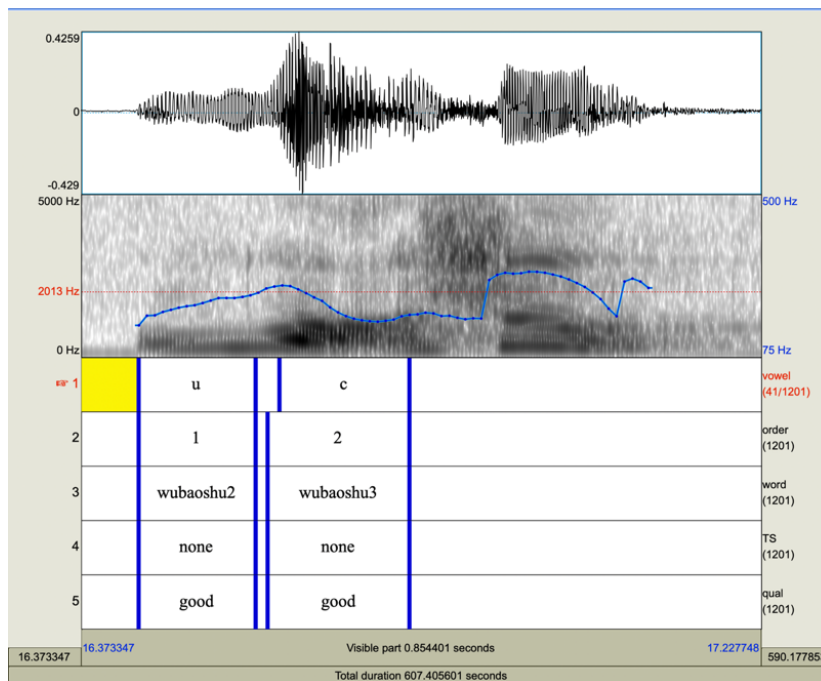 0.4259
0
-0.429
5000 Hz 500 Hz
2013 Hz
0 Hz 75 Hz
☞ 1 u c vowel
(41/1201)
2 1 2 order
(1201)
3 wubaoshu2 wubaoshu3 word
(1201)
4 none none TS
(1201)
5 good good qual
(1201)
16.373347 Visible part 0.854401 seconds 17.227748
16.373347 590.17785
Total duration 607.405601 seconds